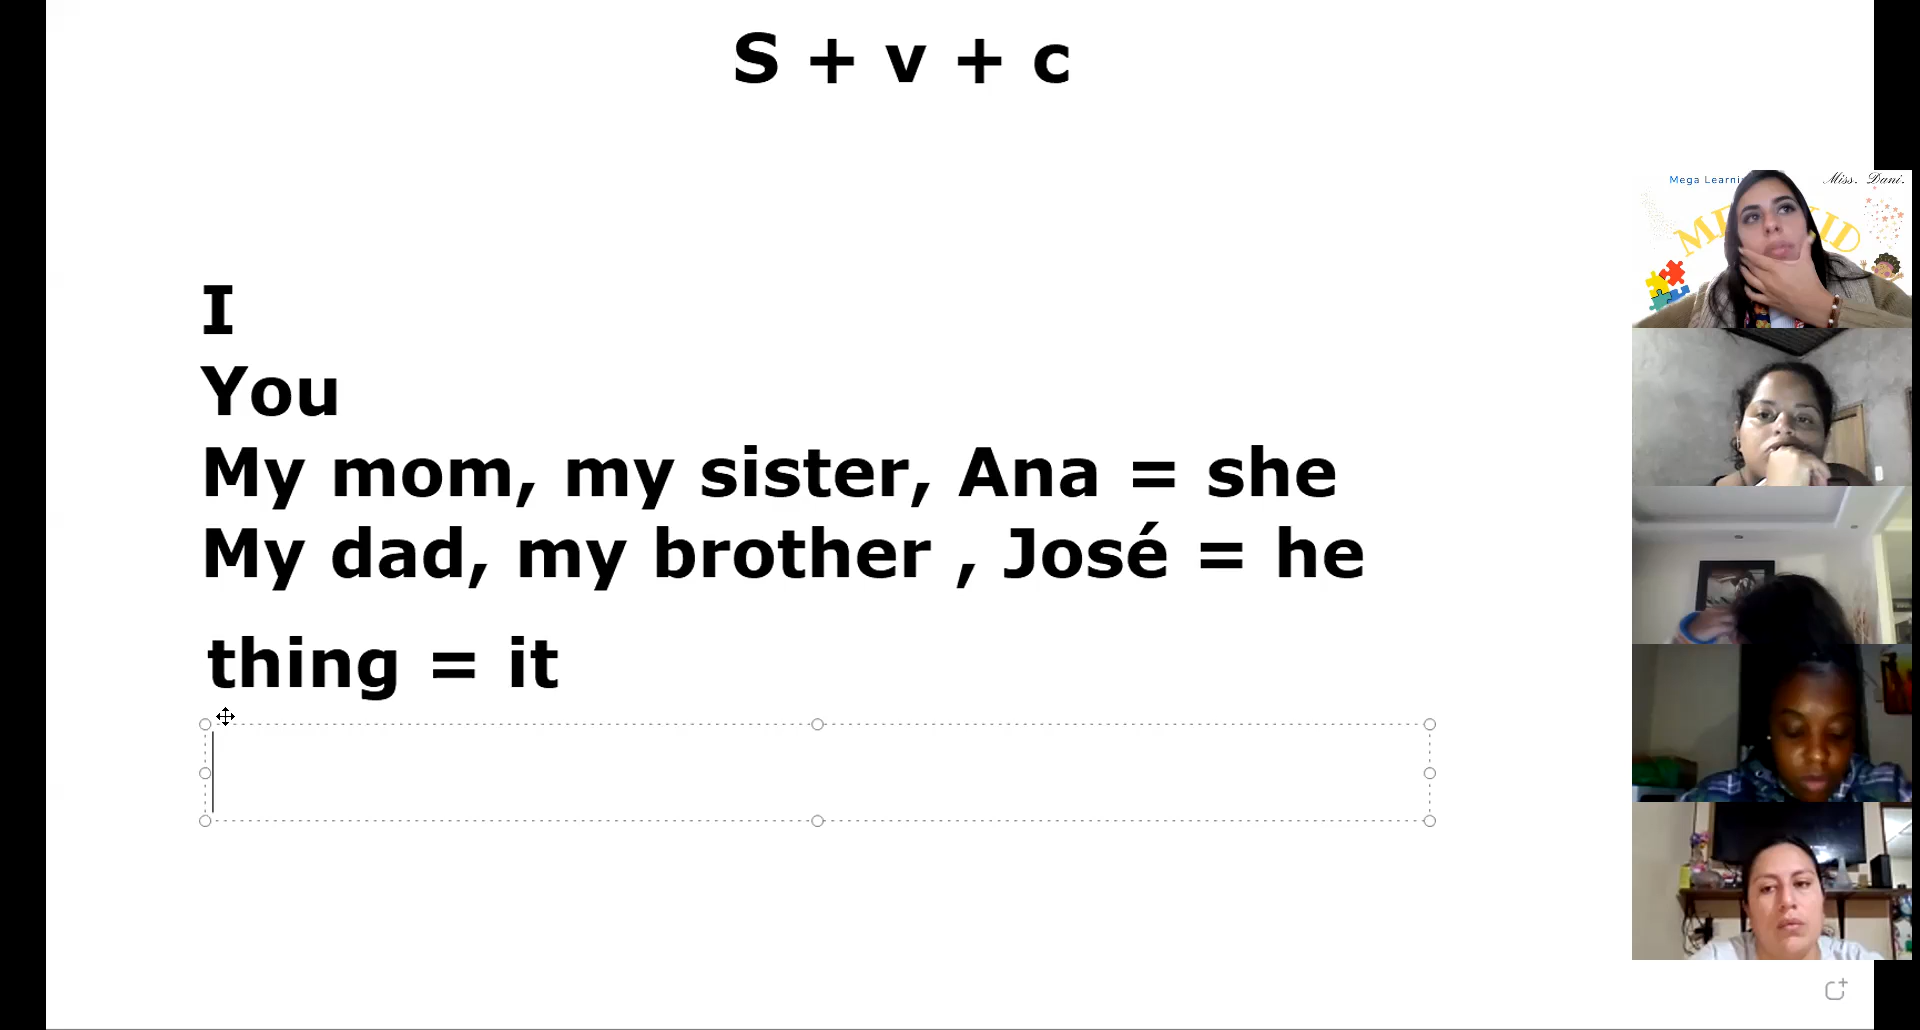 S + v + c
I
You
My mom, my sister, Ana = she
My dad, my brother , José = he
thing = it
Mega Learni
Miss. Dani.